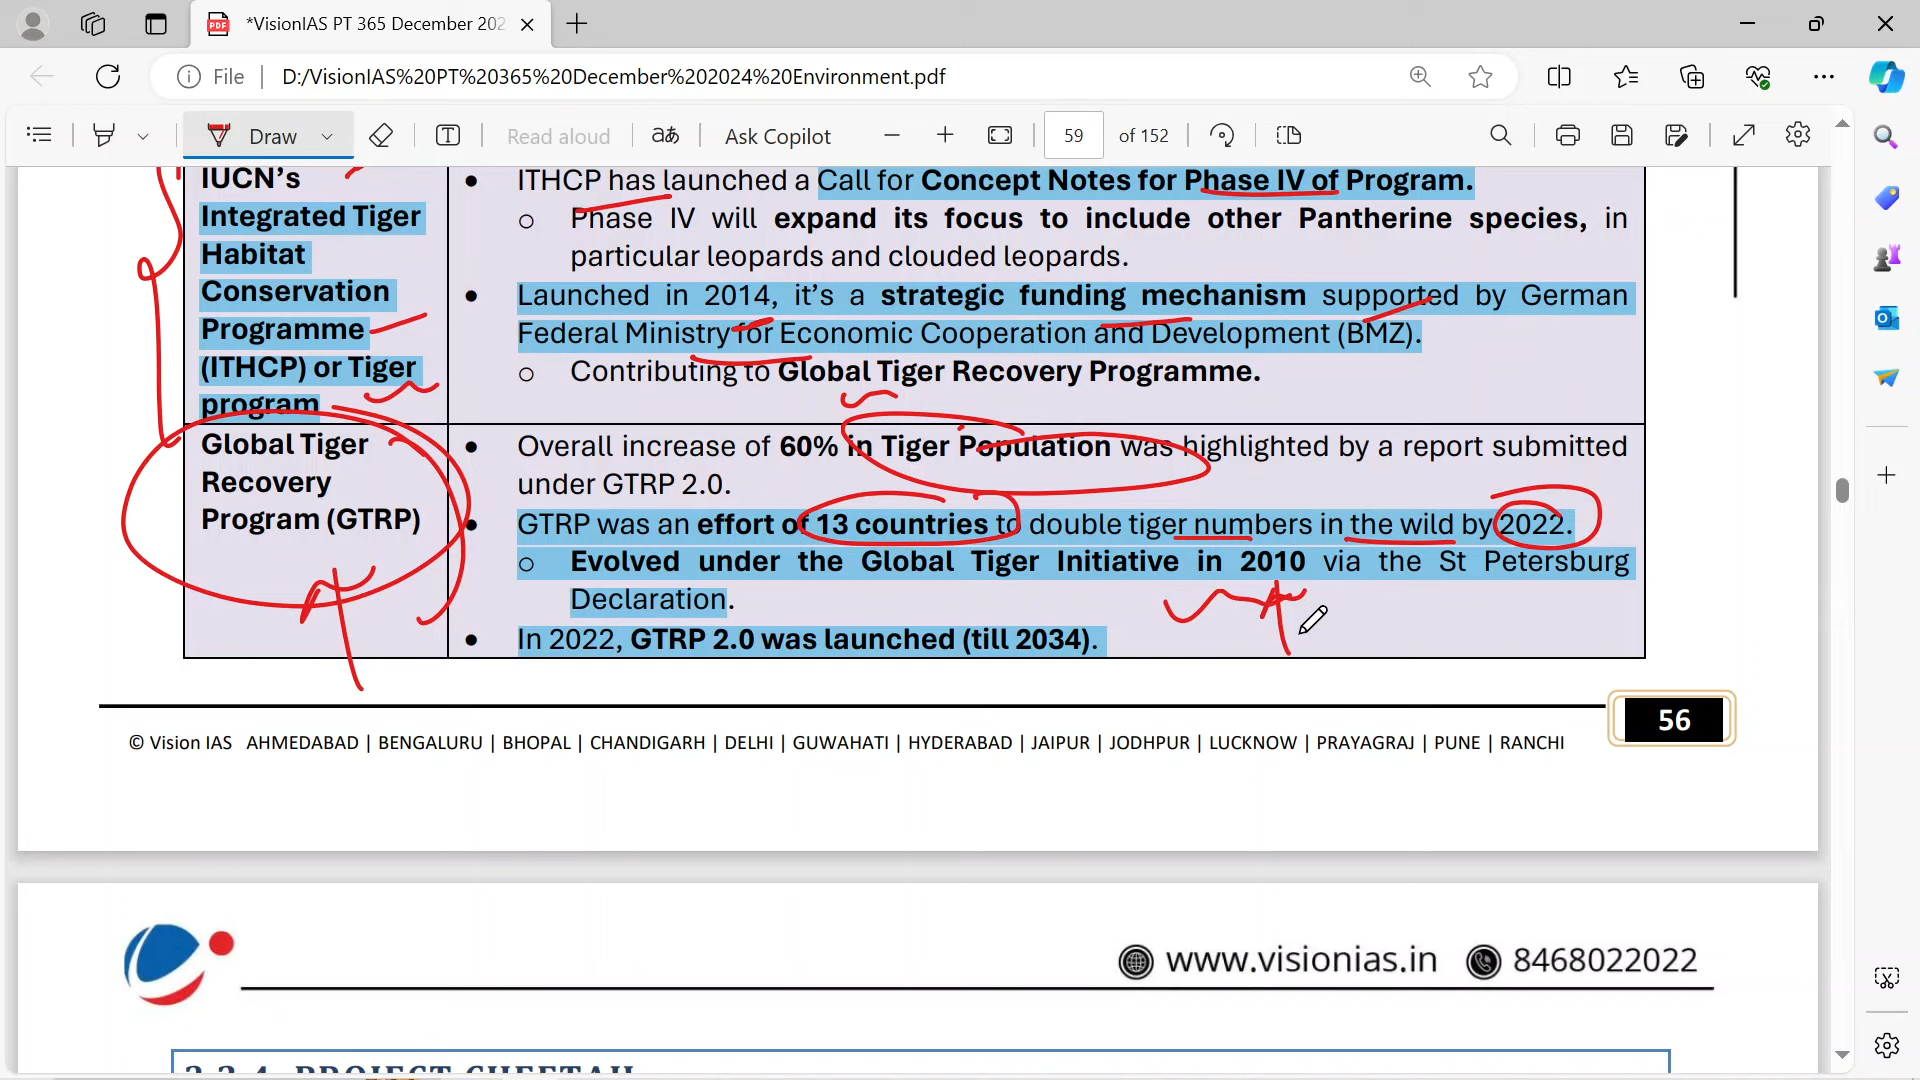 *VisionIAS PT 365 December 202
File
D:/VisionIAS%20PT%20365%20December%202024%20Environment.pdf
Draw
Read aloud
aあ
Ask Copilot
59
of 152
IUCN’s
Integrated Tiger
Habitat
Conservation
Programme
(ITHCP) or Tiger
program
• ITHCP has launched a Call for Concept Notes for Phase IV of Program.
o Phase IV will expand its focus to include other Pantherine species, in
particular leopards and clouded leopards.
• Launched in 2014, it’s a strategic funding mechanism supported by German
Federal Ministry for Economic Cooperation and Development (BMZ).
o Contributing to Global Tiger Recovery Programme.
Global Tiger
Recovery
Program (GTRP)
• Overall increase of 60% in Tiger Population was highlighted by a report submitted
under GTRP 2.0.
• GTRP was an effort of 13 countries to double tiger numbers in the wild by 2022.
o Evolved under the Global Tiger Initiative in 2010 via the St Petersburg
Declaration.
• In 2022, GTRP 2.0 was launched (till 2034).
56
© Vision IAS AHMEDABAD | BENGALURU | BHOPAL | CHANDIGARH | DELHI | GUWAHATI | HYDERABAD | JAIPUR | JODHPUR | LUCKNOW | PRAYAGRAJ | PUNE | RANCHI
www.visionias.in 8468022022
PROJECT CHEETAH